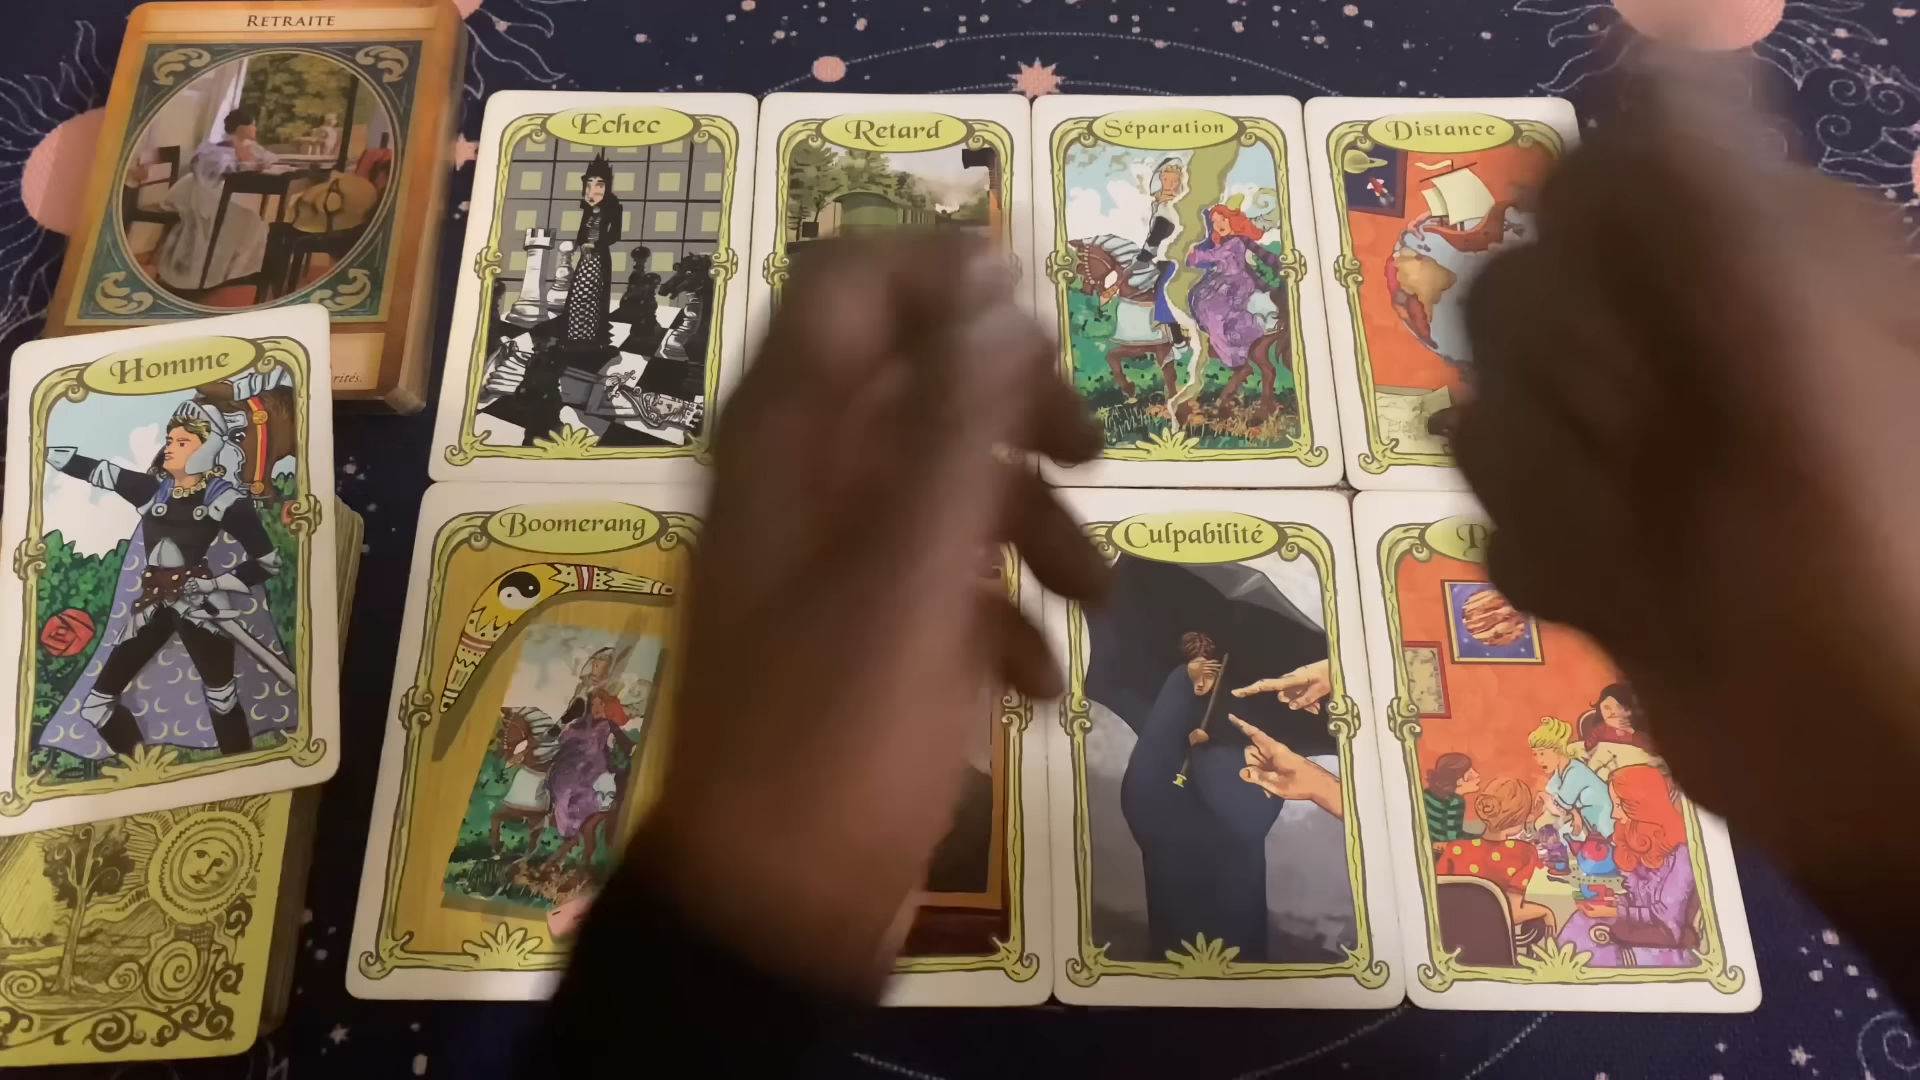 RETRAITE
Echec
Retard
Séparation
Distance
Homme
Boomerang
Culpabilité